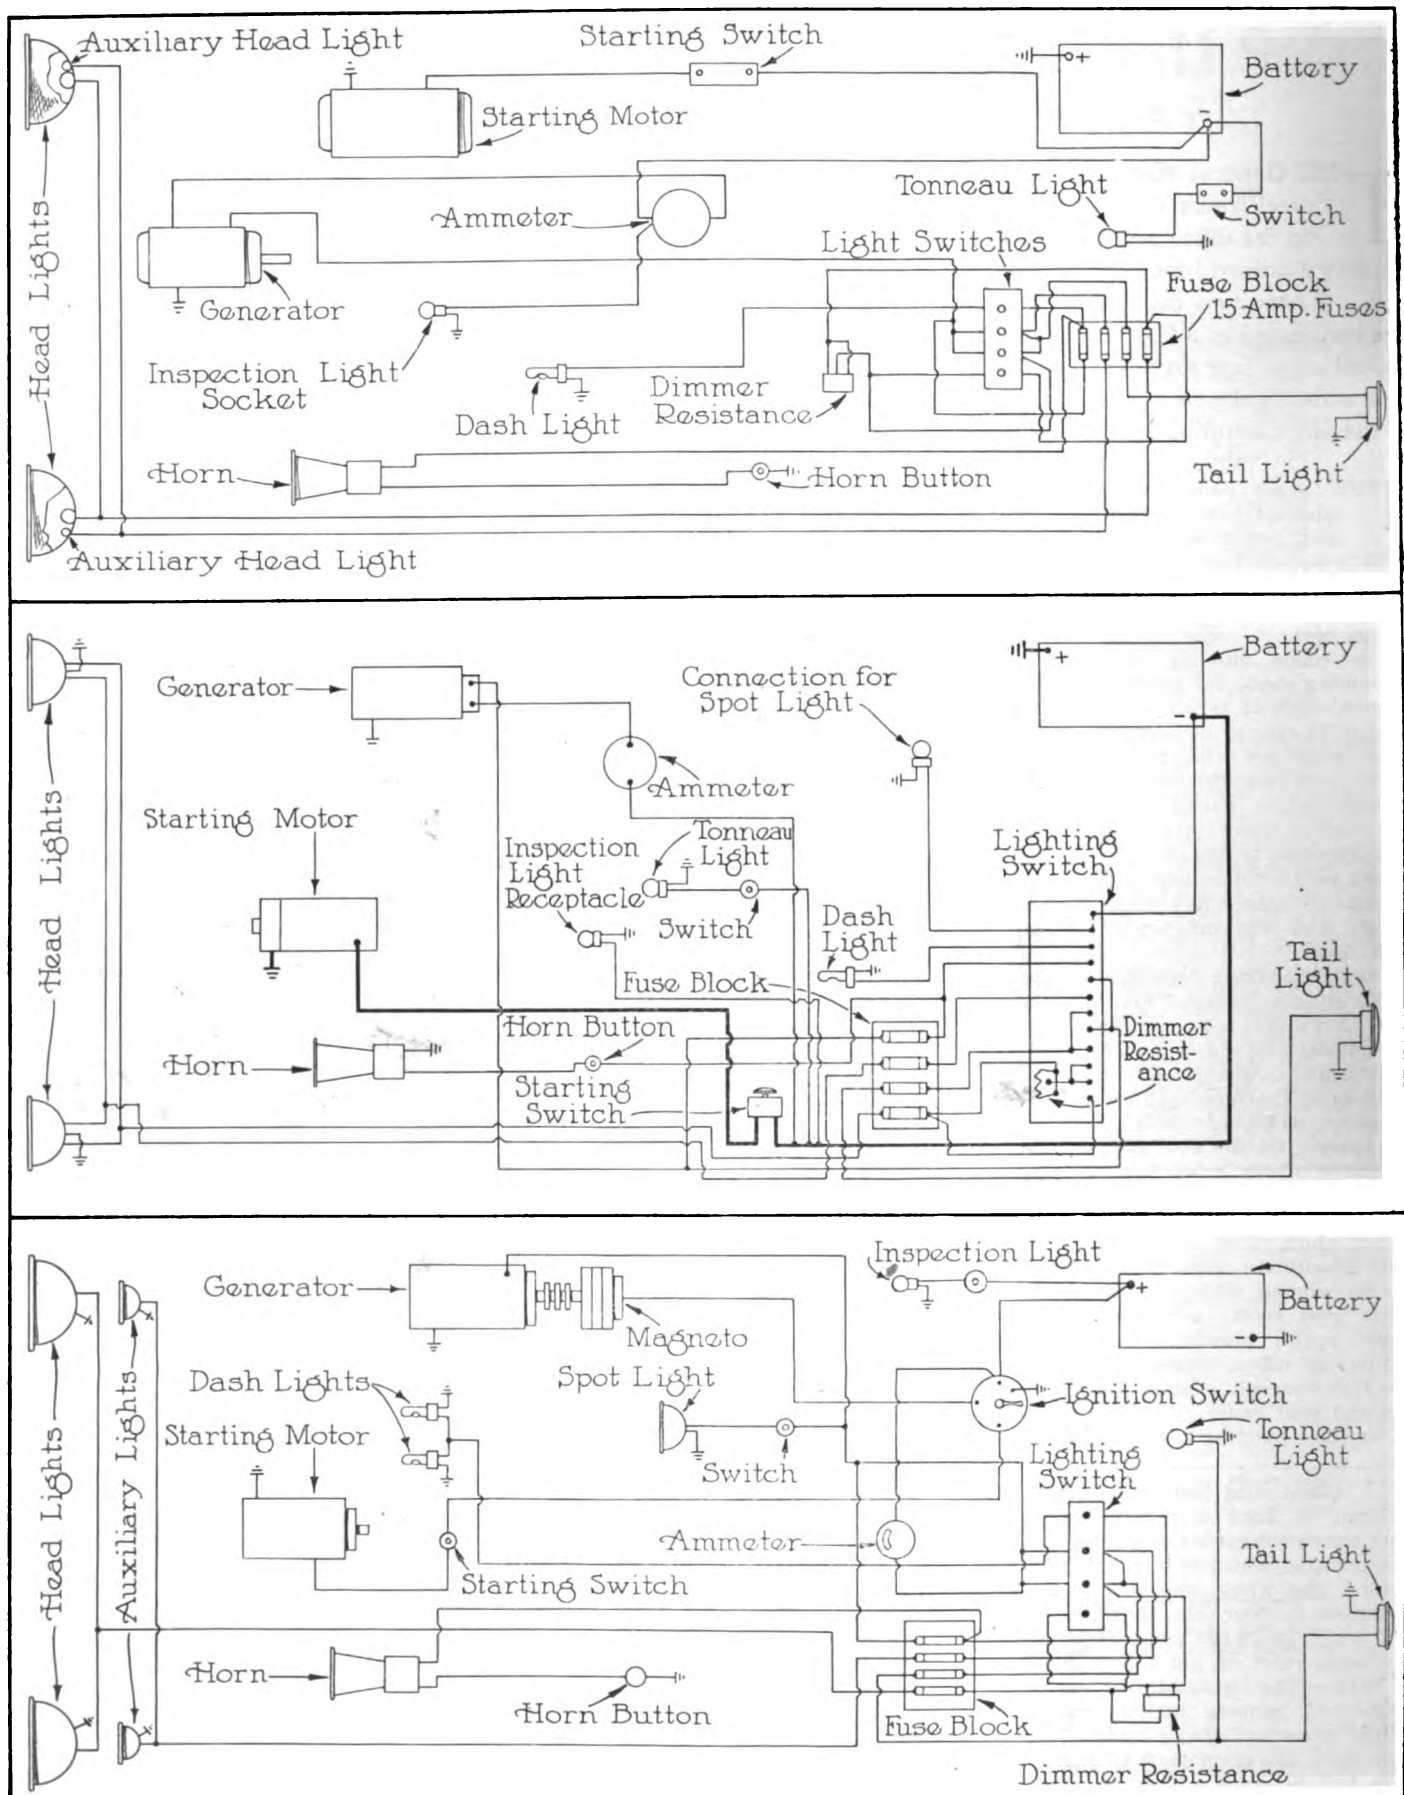 Auxiliary Head Light
Starting Switch
Battery
+
-
Starting Motor
Tonneau Light
Switch
Ammeter
Light Switches
Head Lights
Generator
Fuse Block
15 Amp. Fuses
Inspection Light
Socket
Dimmer
Resistance
Dash Light
Tail Light
Horn
Horn Button
Auxiliary Head Light
Battery
+
-
Generator
Connection for
Spot Light
Ammeter
Starting Motor
Tonneau
Light
Inspection
Light
Receptacle
Switch
Lighting
Switch
Dash
Light
Head Lights
Tail
Light
Fuse Block
Horn Button
Dimmer
Resist-
ance
Horn
Starting
Switch
Inspection Light
Generator
+
-
Battery
Magneto
Dash Lights
Spot Light
Ignition Switch
Starting Motor
Tonneau
Light
Switch
Lighting
Switch
Head Lights
Auxiliary Lights
Ammeter
Tail Light
Starting Switch
Horn
Horn Button
Fuse Block
Dimmer Resistance